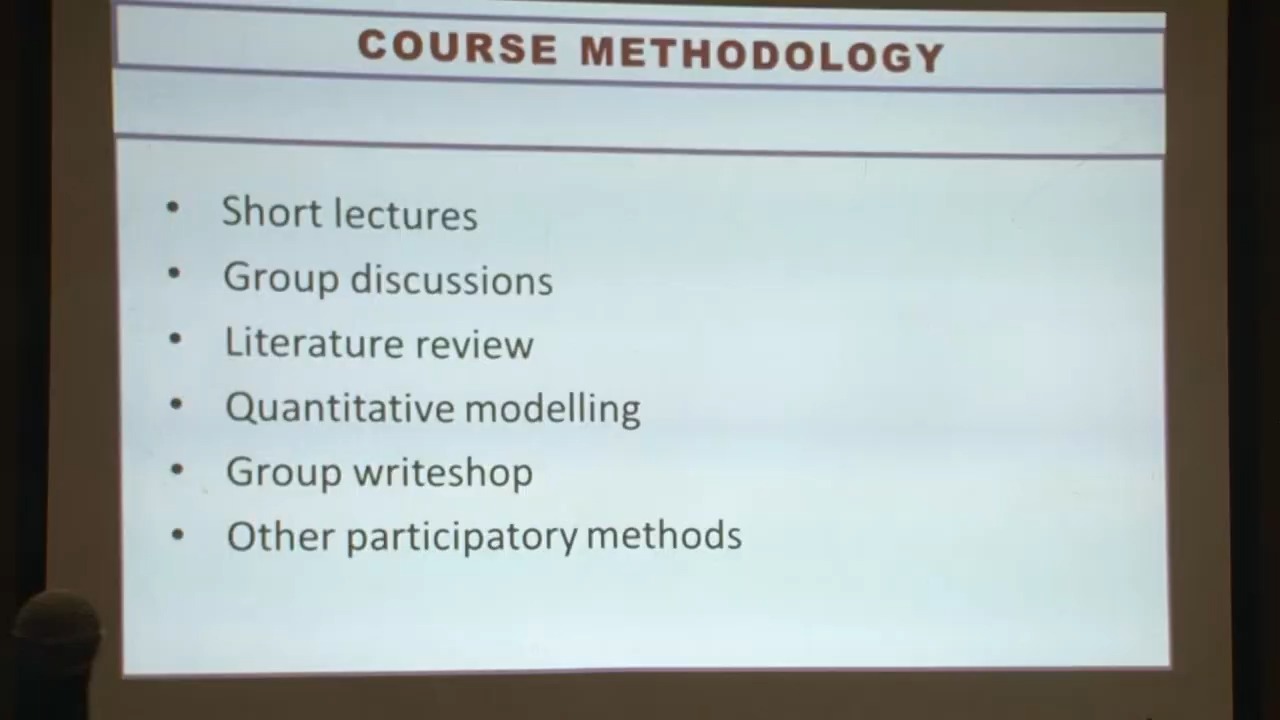 COURSE METHODOLOGY
• Short lectures
• Group discussions
• Literature review
• Quantitative modelling
• Group writeshop
• Other participatory methods